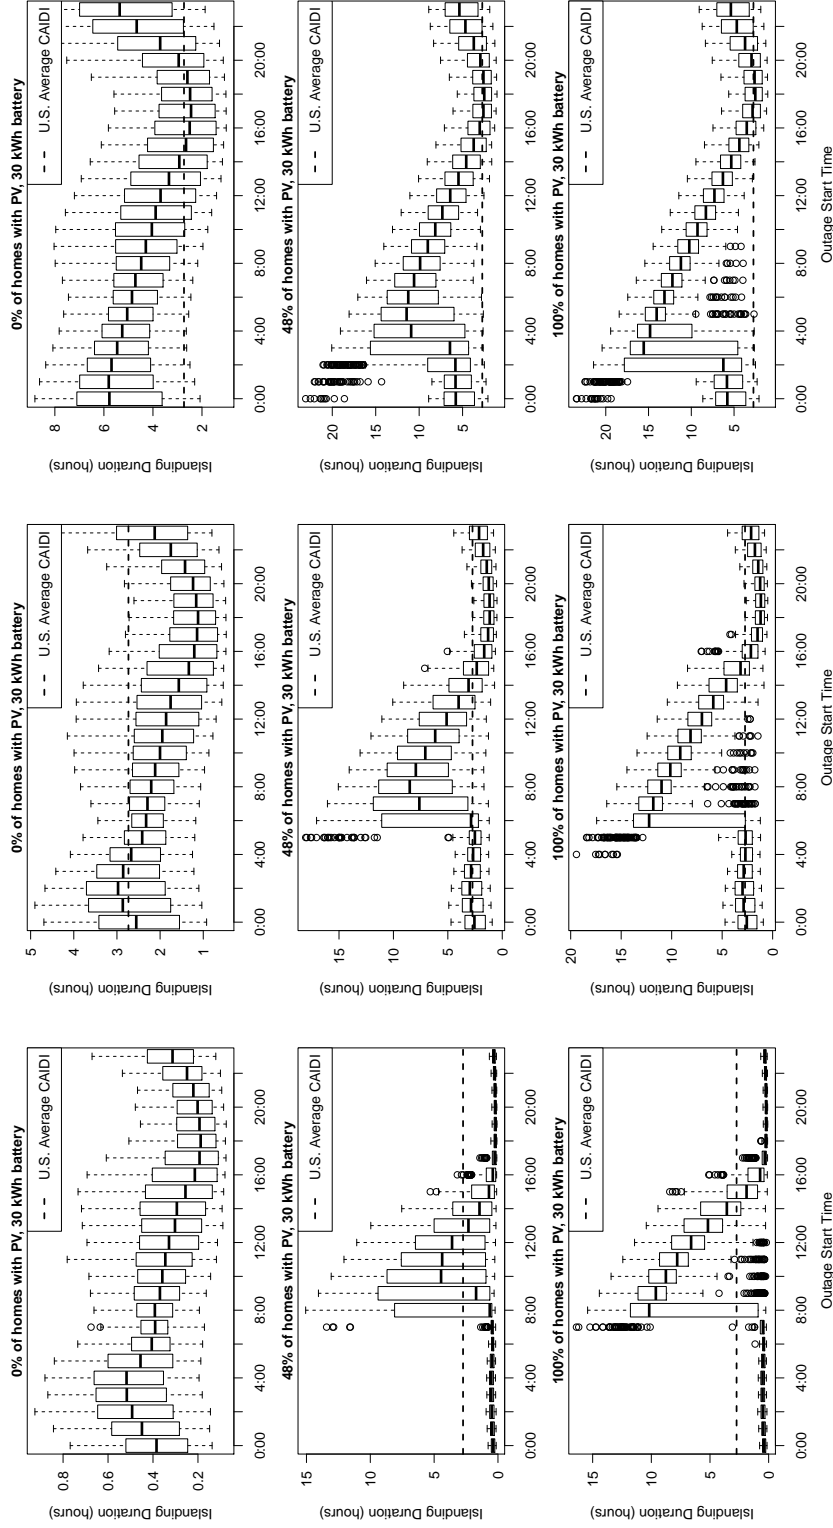 0% of homes with PV, 30 kWh battery
U.S. Average CAIDI
Islanding Duration (hours)
0.8
0.6
0.4
0.2
0:00 4:00 8:00 12:00 16:00 20:00
0% of homes with PV, 30 kWh battery
U.S. Average CAIDI
Islanding Duration (hours)
5
4
3
2
1
0:00 4:00 8:00 12:00 16:00 20:00
0% of homes with PV, 30 kWh battery
U.S. Average CAIDI
Islanding Duration (hours)
8
6
4
2
0:00 4:00 8:00 12:00 16:00 20:00
48% of homes with PV, 30 kWh battery
U.S. Average CAIDI
Islanding Duration (hours)
15
10
5
0
0:00 4:00 8:00 12:00 16:00 20:00
48% of homes with PV, 30 kWh battery
U.S. Average CAIDI
Islanding Duration (hours)
15
10
5
0
0:00 4:00 8:00 12:00 16:00 20:00
48% of homes with PV, 30 kWh battery
U.S. Average CAIDI
Islanding Duration (hours)
20
15
10
5
0:00 4:00 8:00 12:00 16:00 20:00
100% of homes with PV, 30 kWh battery
U.S. Average CAIDI
Islanding Duration (hours)
15
10
5
0
0:00 4:00 8:00 12:00 16:00 20:00
Outage Start Time
100% of homes with PV, 30 kWh battery
U.S. Average CAIDI
Islanding Duration (hours)
20
15
10
5
0
0:00 4:00 8:00 12:00 16:00 20:00
Outage Start Time
100% of homes with PV, 30 kWh battery
U.S. Average CAIDI
Islanding Duration (hours)
20
15
10
5
0:00 4:00 8:00 12:00 16:00 20:00
Outage Start Time